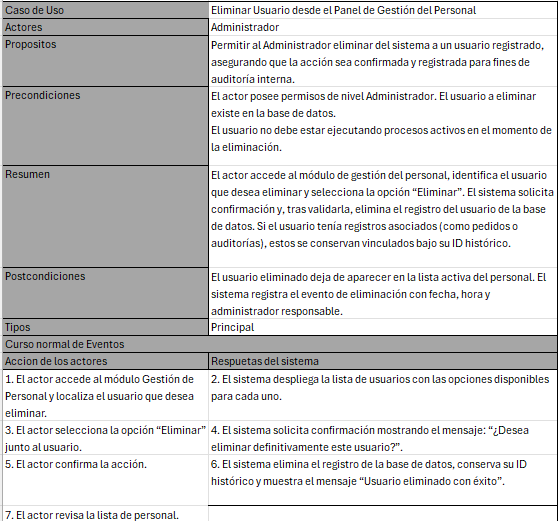 Caso de Uso
Eliminar Usuario desde el Panel de Gestión del Personal
Actores
Administrador
Propositos
Permitir al Administrador eliminar del sistema a un usuario registrado,
asegurando que la acción sea confirmada y registrada para fines de
auditoría interna.
Precondiciones
El actor posee permisos de nivel Administrador. El usuario a eliminar
existe en la base de datos.
El usuario no debe estar ejecutando procesos activos en el momento de
la eliminación.
Resumen
El actor accede al módulo de gestión del personal, identifica el usuario
que desea eliminar y selecciona la opción “Eliminar”. El sistema solicita
confirmación y, tras validarla, elimina el registro del usuario de la base
de datos. Si el usuario tenía registros asociados (como pedidos o
auditorías), estos se conservan vinculados bajo su ID histórico.
Postcondiciones
El usuario eliminado deja de aparecer en la lista activa del personal. El
sistema registra el evento de eliminación con fecha, hora y
administrador responsable.
Tipos
Principal
Curso normal de Eventos
Accion de los actores
Respuetas del sistema
1. El actor accede al módulo Gestión de
Personal y localiza el usuario que desea
eliminar.
2. El sistema despliega la lista de usuarios con las opciones disponibles
para cada uno.
3. El actor selecciona la opción “Eliminar”
junto al usuario.
4. El sistema solicita confirmación mostrando el mensaje: “¿Desea
eliminar definitivamente este usuario?”.
5. El actor confirma la acción.
6. El sistema elimina el registro de la base de datos, conserva su ID
histórico y muestra el mensaje “Usuario eliminado con éxito”.
7. El actor revisa la lista de personal.